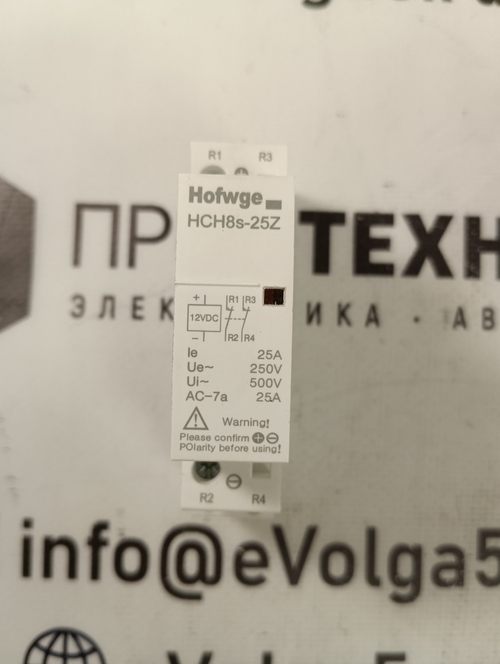 R1 R3
Hofwge
HCH8s-25Z
ПР ТЕХН
ЭЛЕК ИКА · АВ
+ R1 R3
12VDC
− R2 R4
Ie 25A
Ue~ 250V
Ui~ 500V
AC-7a 25A
Warning!
Please confirm ⊕⊖
POlarity before using!
⊖
R2 R4
info@eVolga5